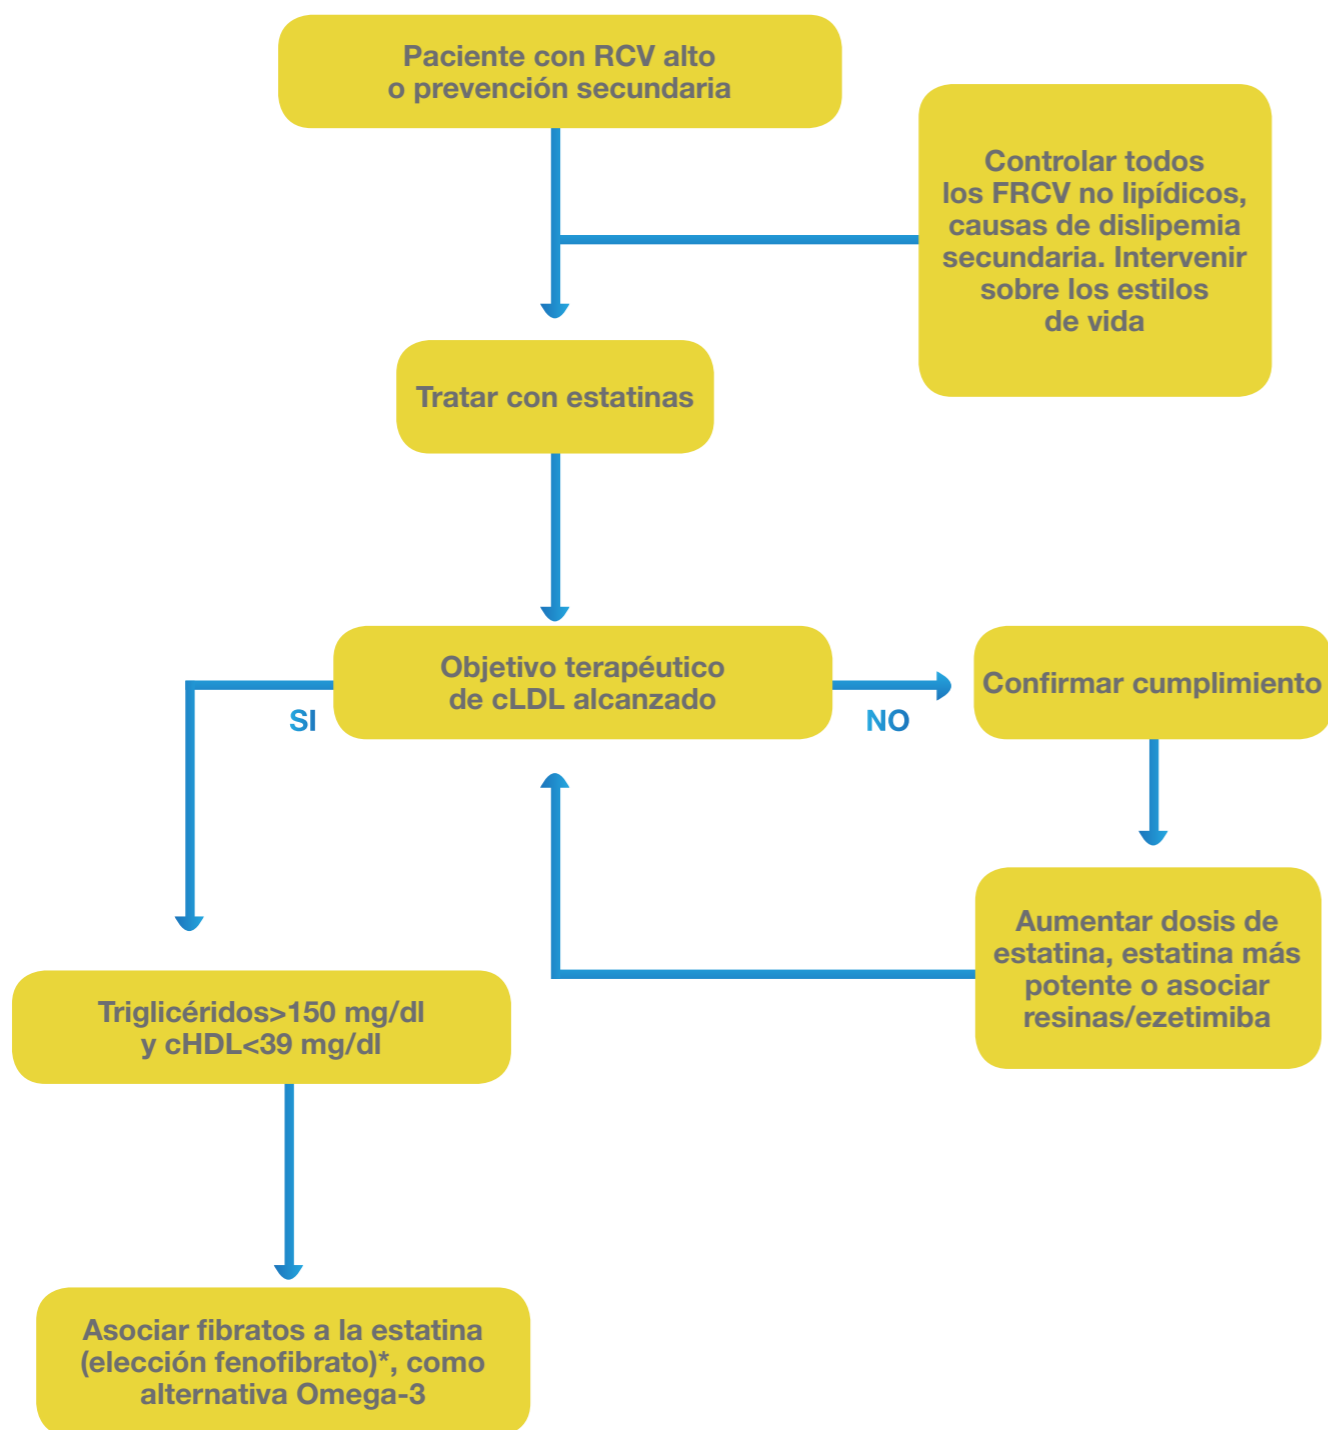 Paciente con RCV alto
o prevención secundaria
Controlar todos
los FRCV no lipídicos,
causas de dislipemia
secundaria. Intervenir
sobre los estilos
de vida
Tratar con estatinas
Objetivo terapéutico
de cLDL alcanzado
SI
NO
Confirmar cumplimiento
Aumentar dosis de
estatina, estatina más
potente o asociar
resinas/ezetimiba
Triglicéridos>150 mg/dl
y cHDL<39 mg/dl
Asociar fibratos a la estatina
(elección fenofibrato)*, como
alternativa Omega-3